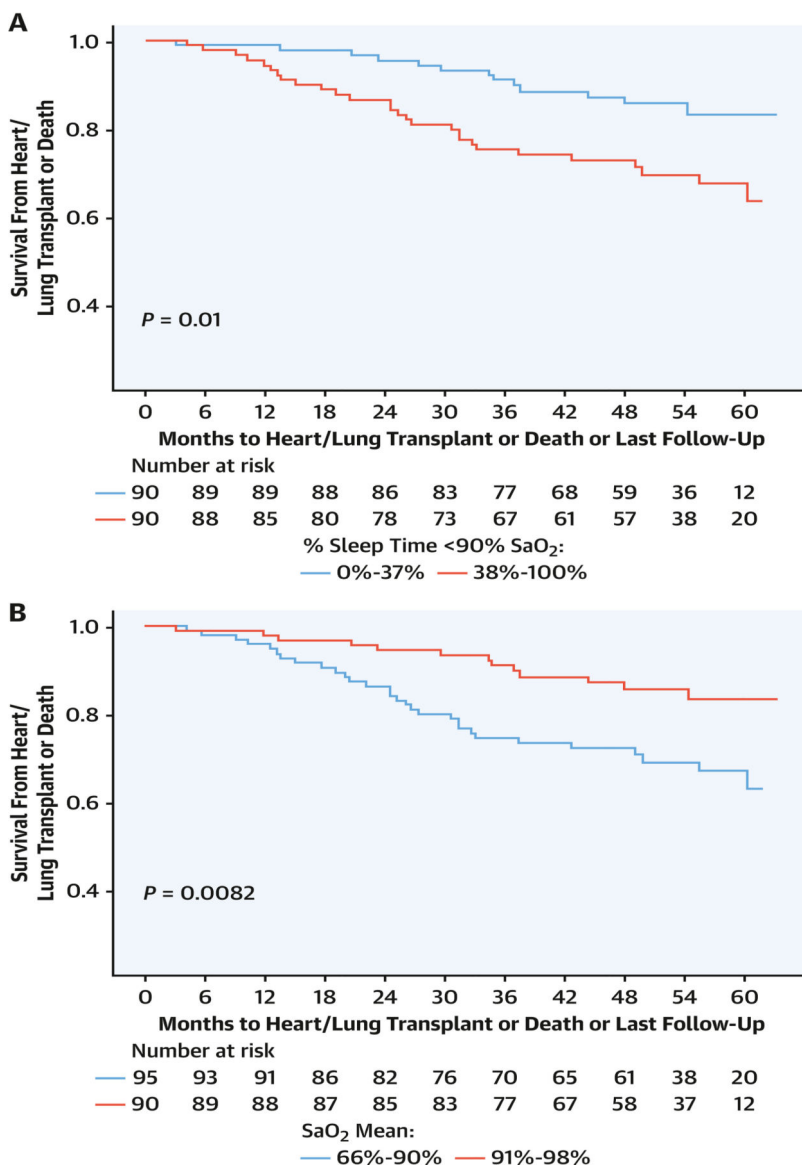 A
Survival From Heart/
Lung Transplant or Death
1.0
0.8
0.6
0.4
P = 0.01
0 6 12 18 24 30 36 42 48 54 60
Months to Heart/Lung Transplant or Death or Last Follow-Up
Number at risk
90 89 89 88 86 83 77 68 59 36 12
90 88 85 80 78 73 67 61 57 38 20
% Sleep Time <90% SaO₂:
0%-37% 38%-100%
B
Survival From Heart/
Lung Transplant or Death
1.0
0.8
0.6
0.4
P = 0.0082
0 6 12 18 24 30 36 42 48 54 60
Months to Heart/Lung Transplant or Death or Last Follow-Up
Number at risk
95 93 91 86 82 76 70 65 61 38 20
90 89 88 87 85 83 77 67 58 37 12
SaO₂ Mean:
66%-90% 91%-98%